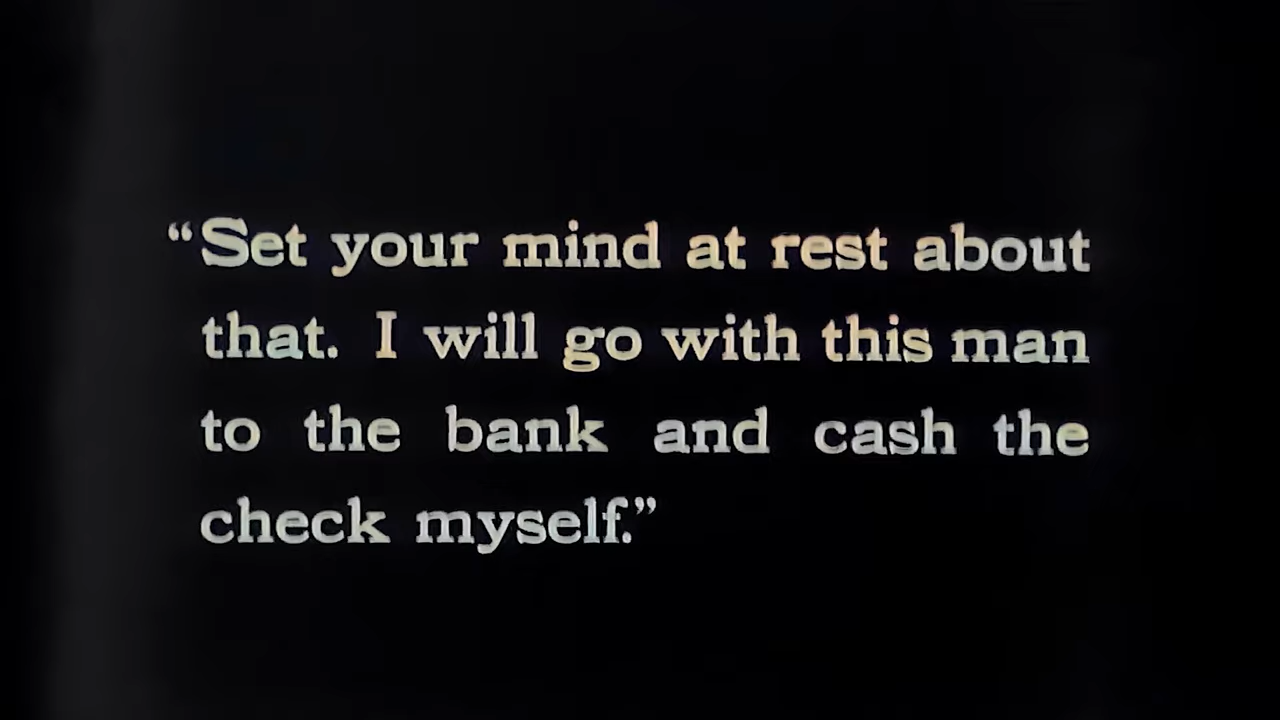 “Set your mind at rest about
that. I will go with this man
to the bank and cash the
check myself.”